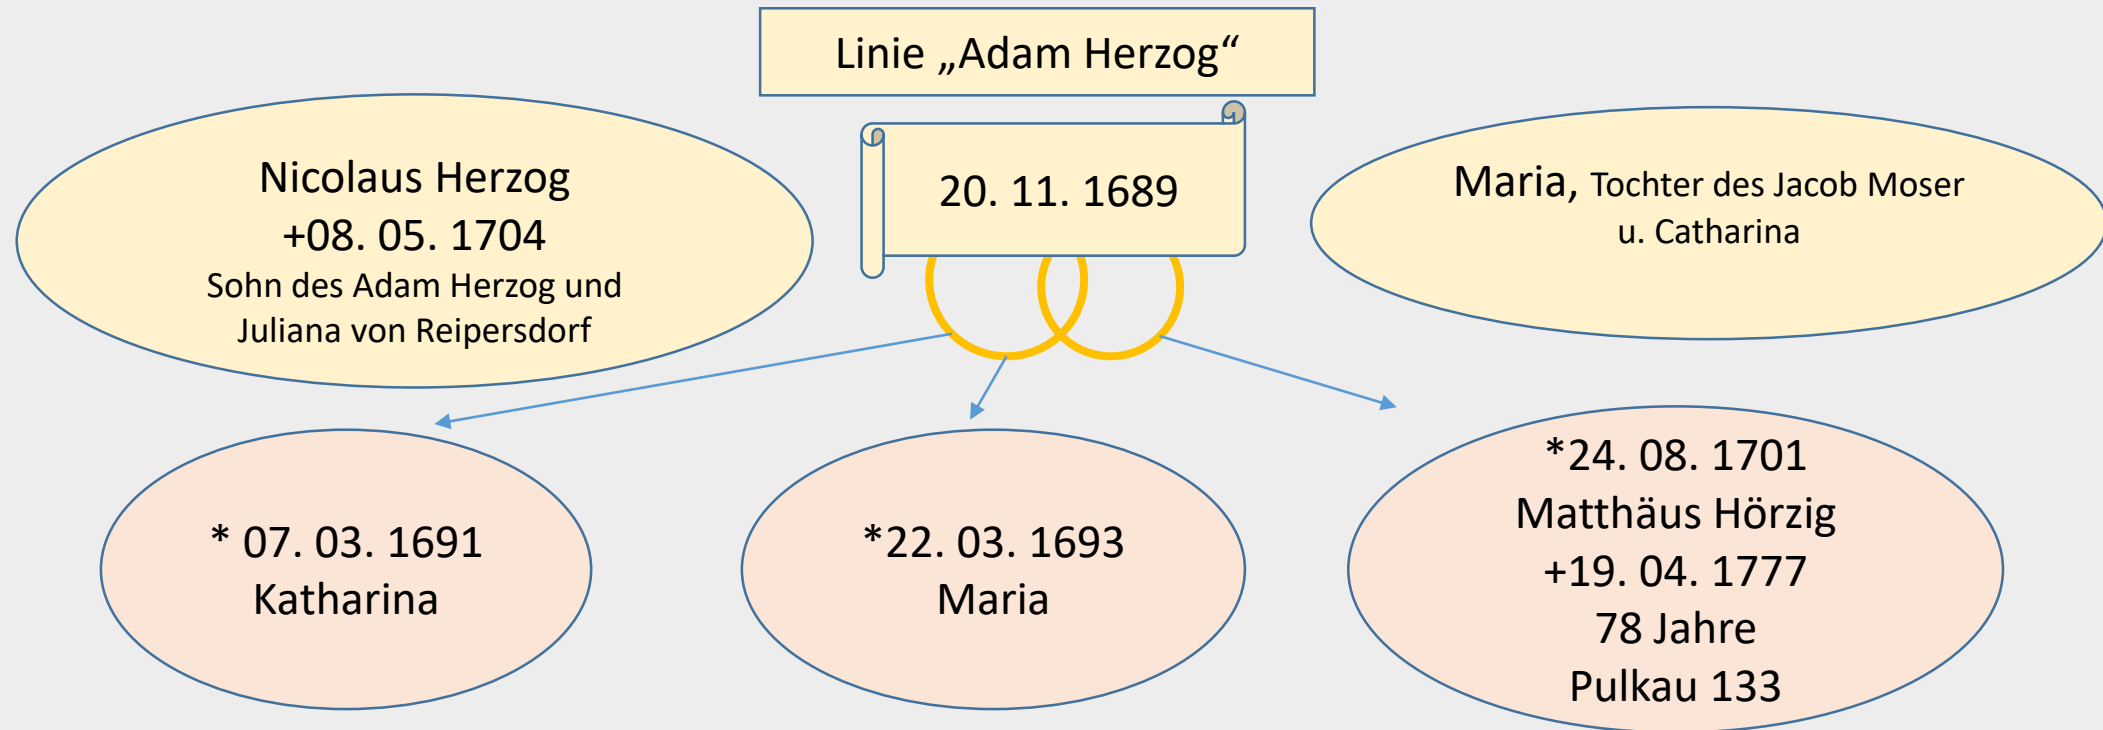 Linie „Adam Herzog“
Nicolaus Herzog
+08. 05. 1704
Sohn des Adam Herzog und
Juliana von Reipersdorf
20. 11. 1689
Maria, Tochter des Jacob Moser
u. Catharina
* 07. 03. 1691
Katharina
*22. 03. 1693
Maria
*24. 08. 1701
Matthäus Hörzig
+19. 04. 1777
78 Jahre
Pulkau 133